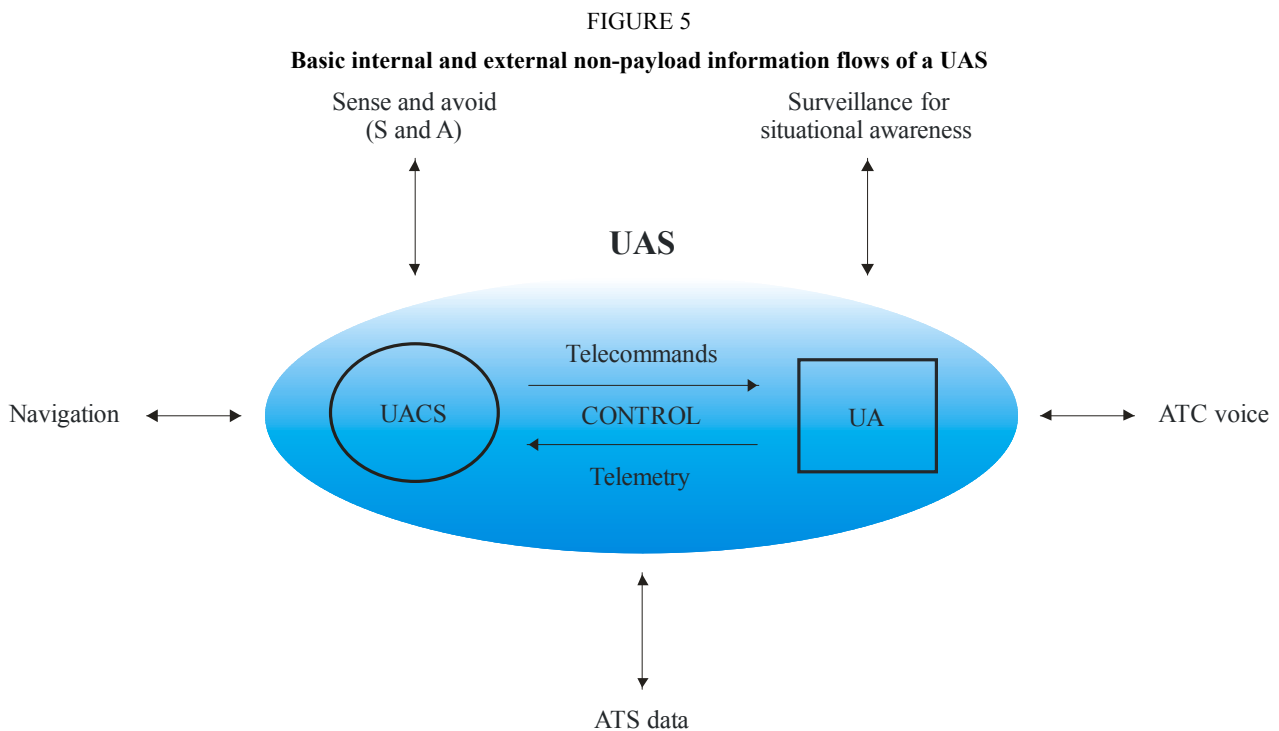 FIGURE 5
Basic internal and external non-payload information flows of a UAS
Sense and avoid
(S and A)
Surveillance for
situational awareness
UAS
Telecommands
Navigation
UACS
CONTROL
UA
ATC voice
Telemetry
ATS data